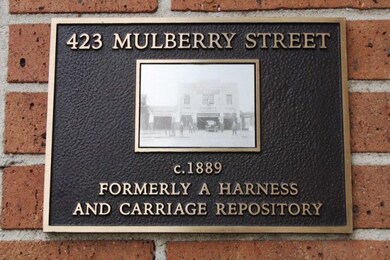 423 MULBERRY STREET
c.1889
FORMERLY A HARNESS
AND CARRIAGE REPOSITORY